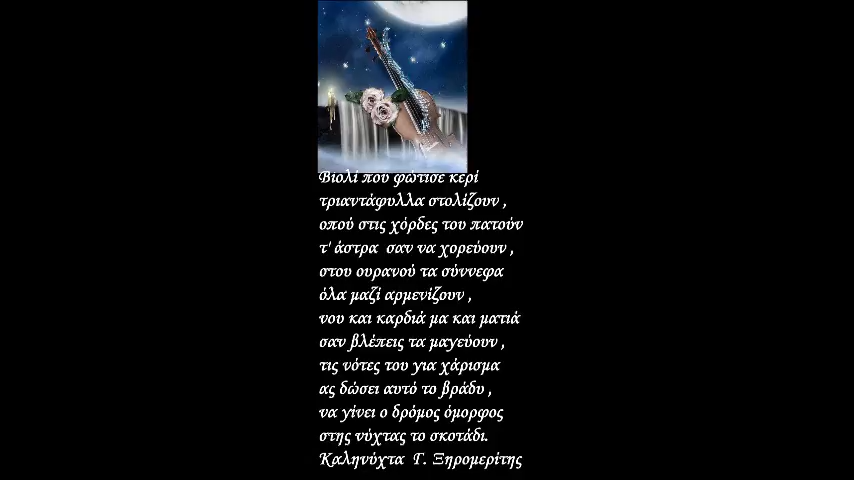 Βιολί που φώτισε κερί
τριαντάφυλλα στολίζουν ,
οπού στις χόρδες του πατούν
τ' άστρα σαν να χορεύουν ,
στου ουρανού τα σύννεφα
όλα μαζί αρμενίζουν ,
νου και καρδιά μα και ματιά
σαν βλέπεις τα μαγεύουν ,
τις νότες του για χάρισμα
ας δώσει αυτό το βράδυ ,
να γίνει ο δρόμος όμορφος
στης νύχτας το σκοτάδι.
Καληνύχτα Γ. Ξηρομερίτης